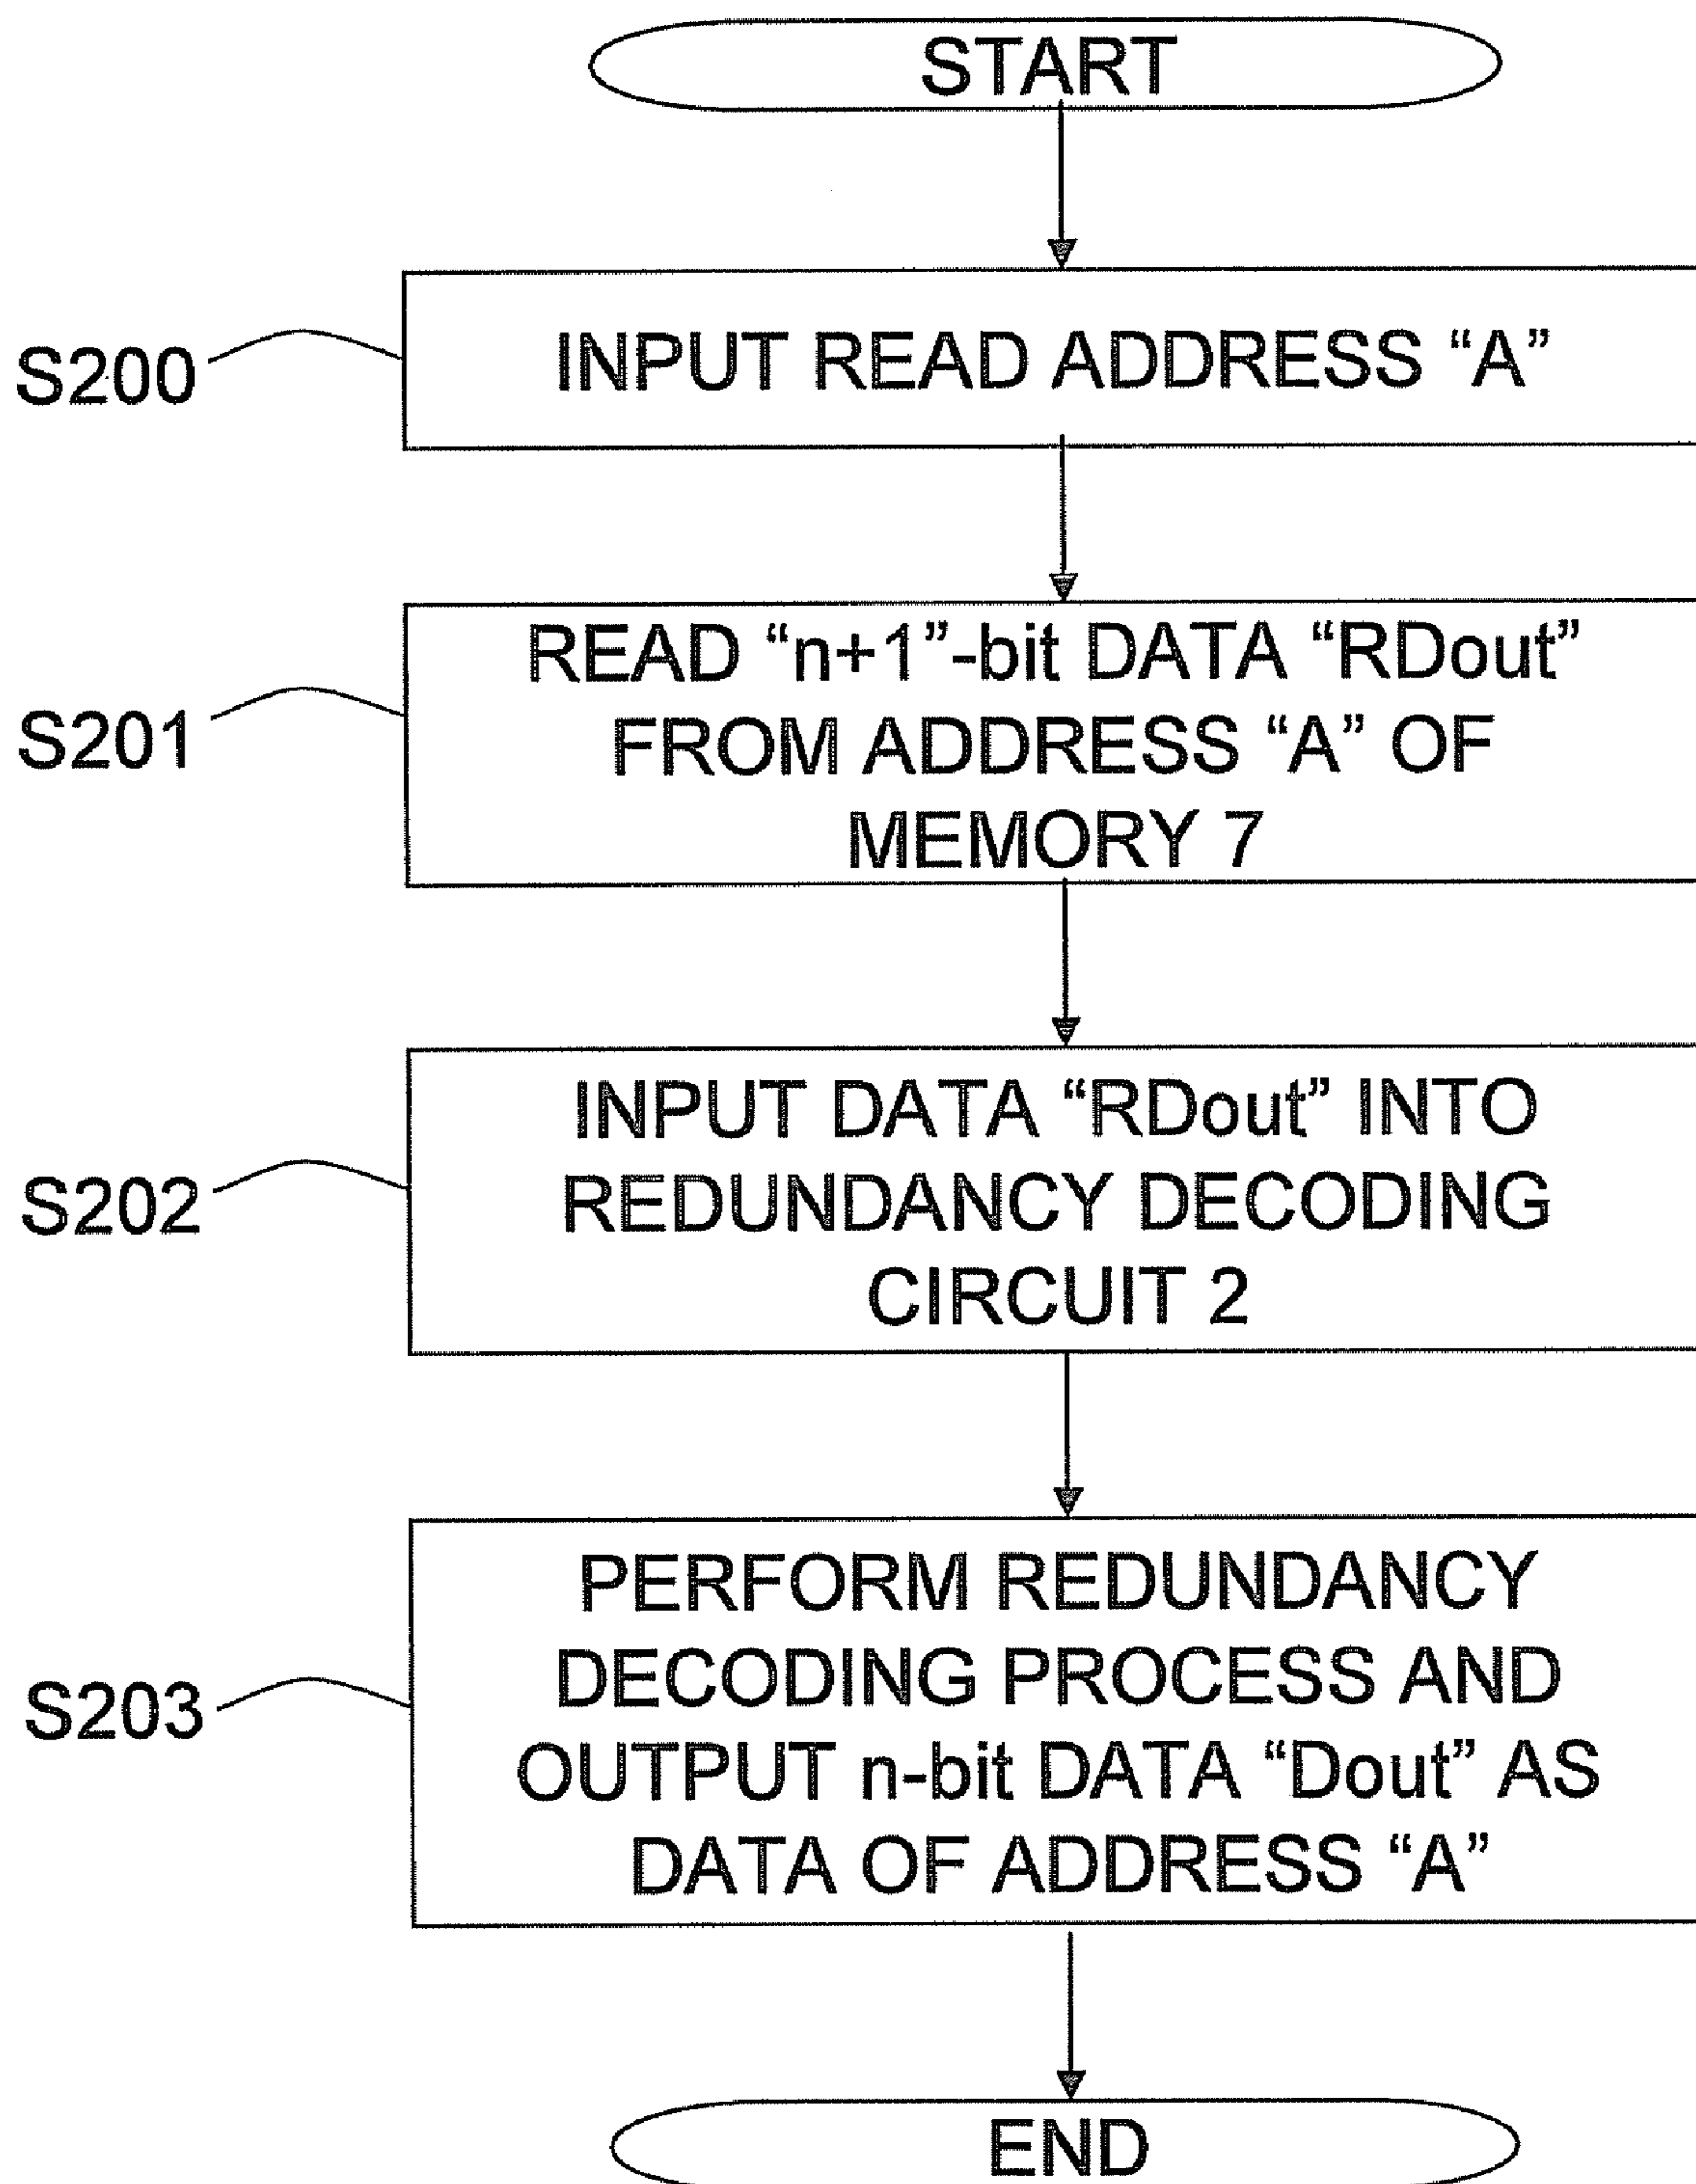 START
S200
INPUT READ ADDRESS “A”
S201
READ “n+1”-bit DATA “RDout”
FROM ADDRESS “A” OF
MEMORY 7
S202
INPUT DATA “RDout” INTO
REDUNDANCY DECODING
CIRCUIT 2
S203
PERFORM REDUNDANCY
DECODING PROCESS AND
OUTPUT n-bit DATA “Dout” AS
DATA OF ADDRESS “A”
END